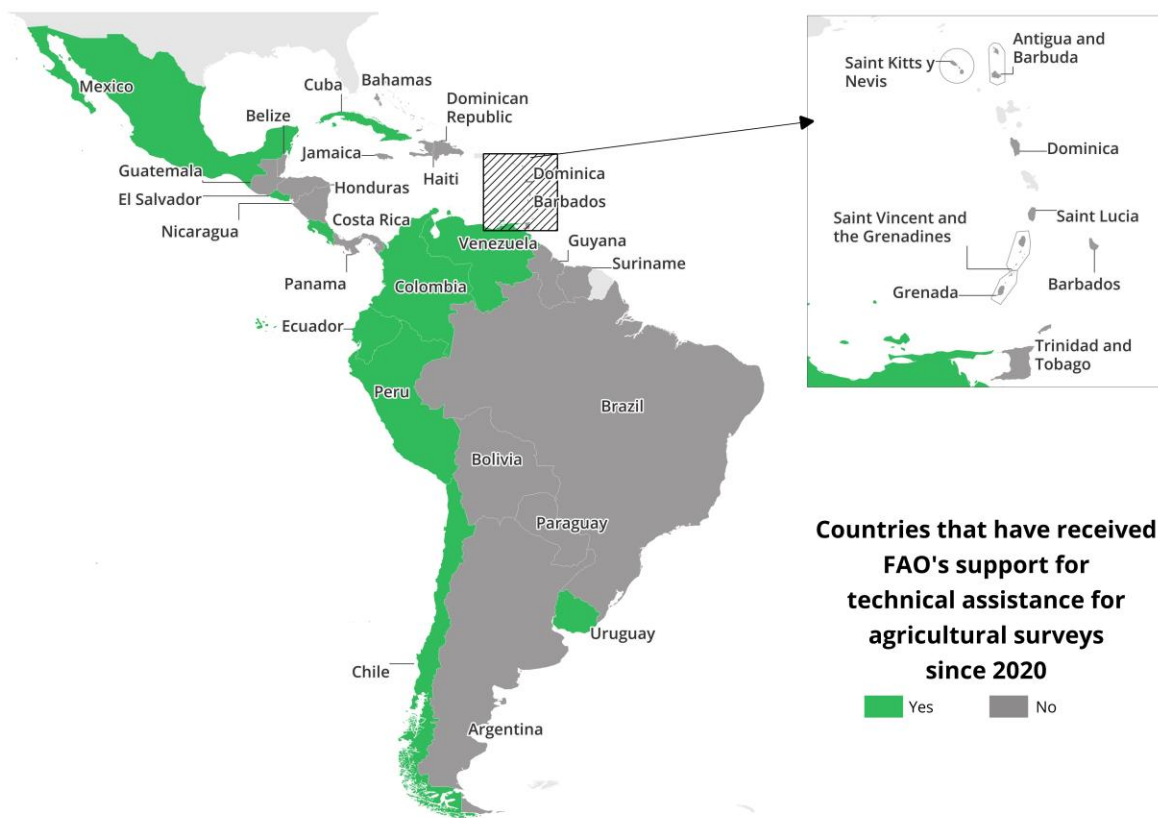 Mexico
Cuba
Bahamas
Dominican
Republic
Belize
Jamaica
Haiti
Guatemala
Honduras
El Salvador
Nicaragua
Costa Rica
Panama
Dominica
Barbados
Venezuela
Guyana
Suriname
Colombia
Ecuador
Peru
Brazil
Bolivia
Paraguay
Uruguay
Chile
Argentina
Saint Kitts y
Nevis
Antigua and
Barbuda
Dominica
Saint Lucia
Saint Vincent and
the Grenadines
Grenada
Barbados
Trinidad and
Tobago
Countries that have received
FAO's support for
technical assistance for
agricultural surveys
since 2020
Yes
No